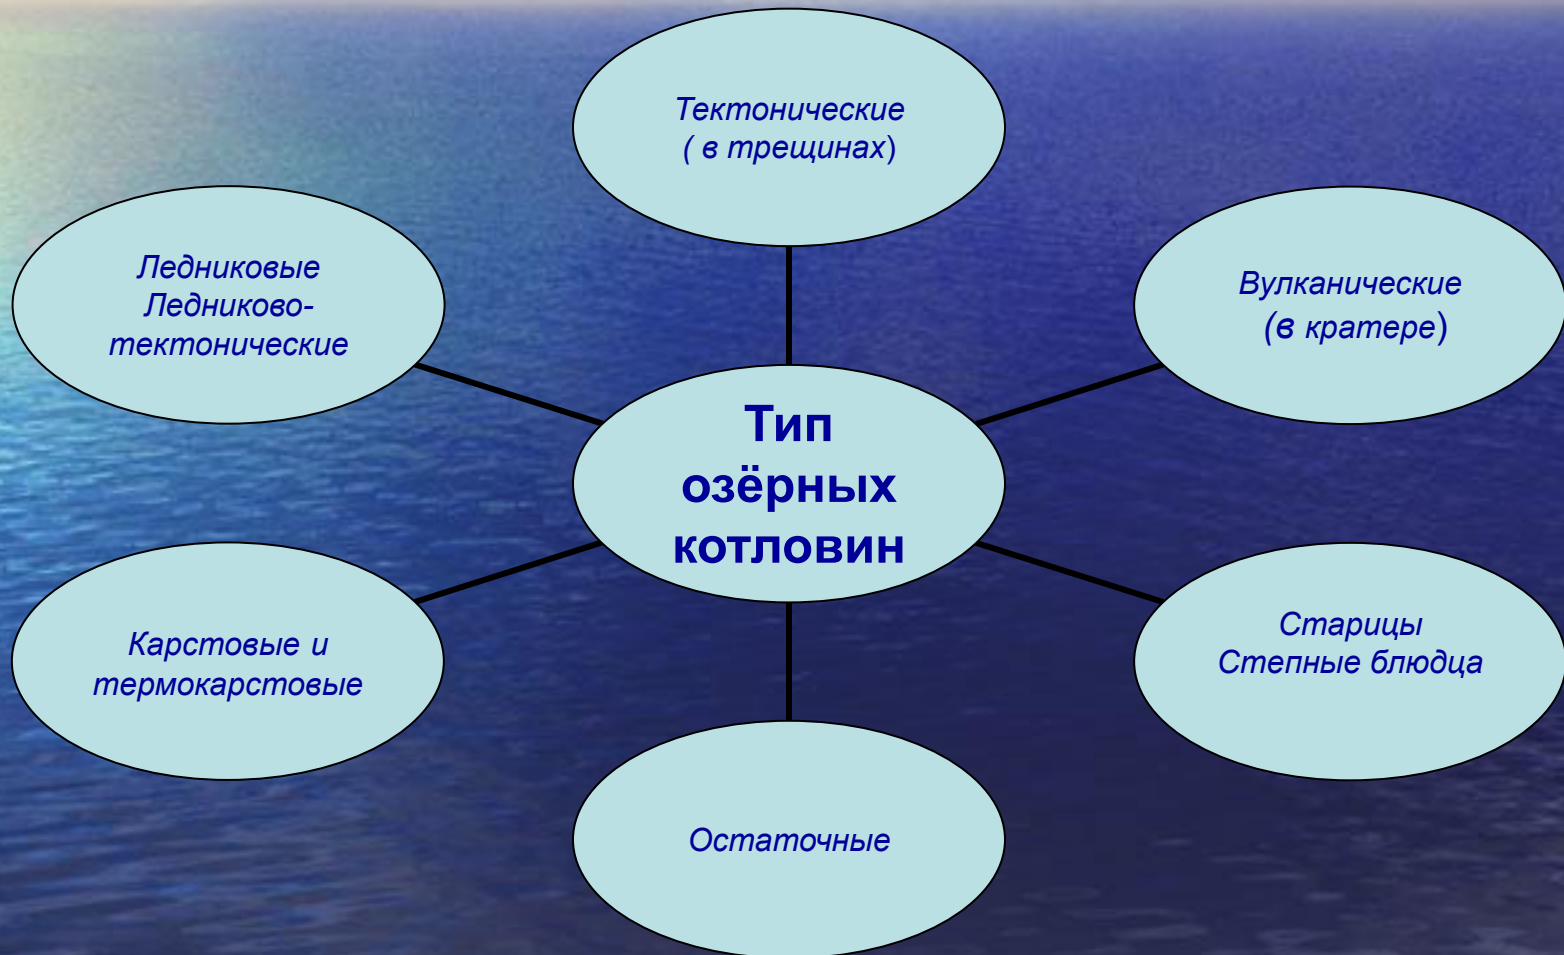 Тектонические
( в трещинах)
Ледниковые
Ледниково-
тектонические
Вулканические
(в кратере)
Тип
озёрных
котловин
Карстовые и
термокарстовые
Старицы
Степные блюдца
Остаточные